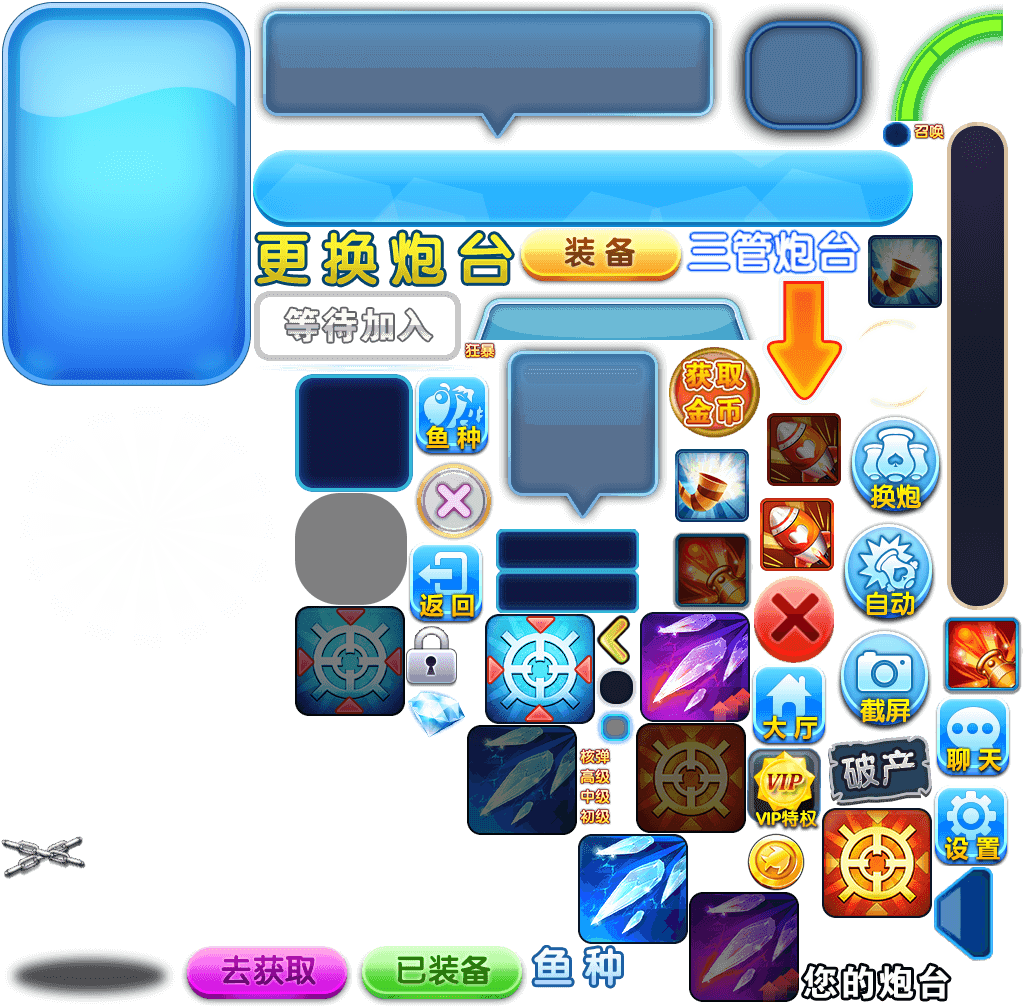 召唤
更换炮台
装备
三管炮台
等待加入
狂暴
获取
金币
鱼种
换炮
返回
自动
截屏
大厅
聊天
核弹
高级
中级
初级
VIP
VIP特权
破产
设置
去获取
已装备
鱼种
您的炮台